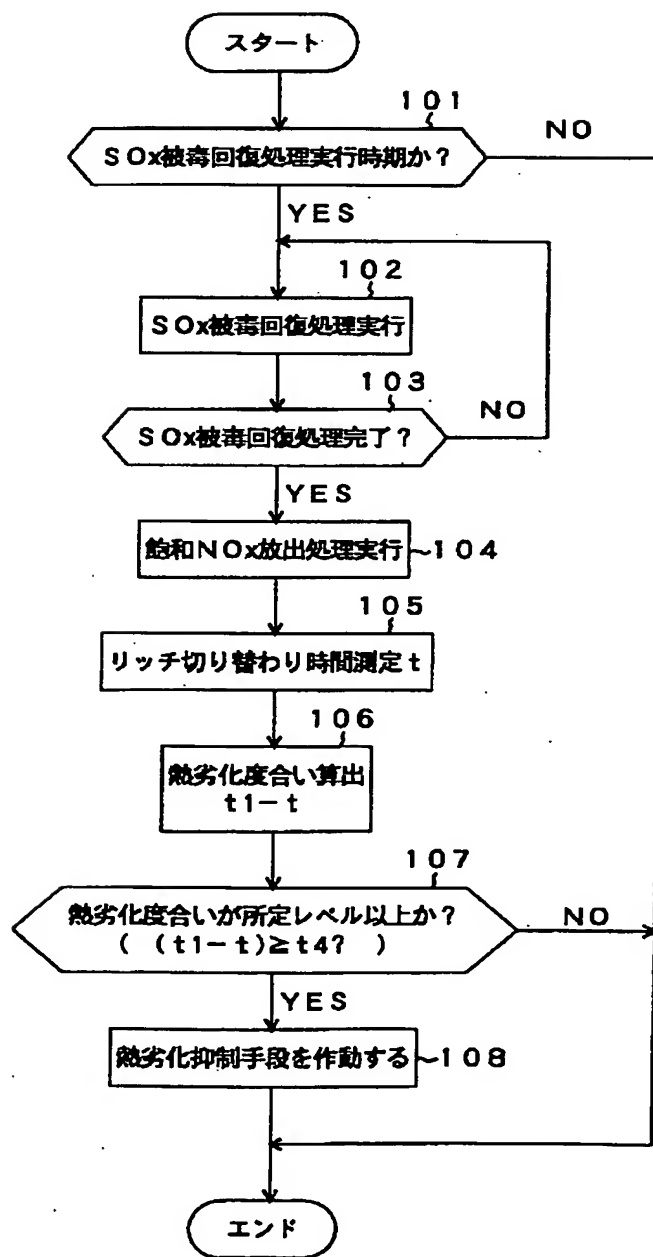 スタート
101
NO
SOx被毒回復処理実行時期か?
YES
102
SOx被毒回復処理実行
103
NO
SOx被毒回復処理完了?
YES
飽和NOx放出処理実行
104
105
リッチ切り替わり時間測定t
106
熱劣化度合い算出
t1-t
107
熱劣化度合いが所定レベル以上か?
( (t1-t)≥t4? )
NO
YES
熱劣化抑制手段を作動する
108
エンド